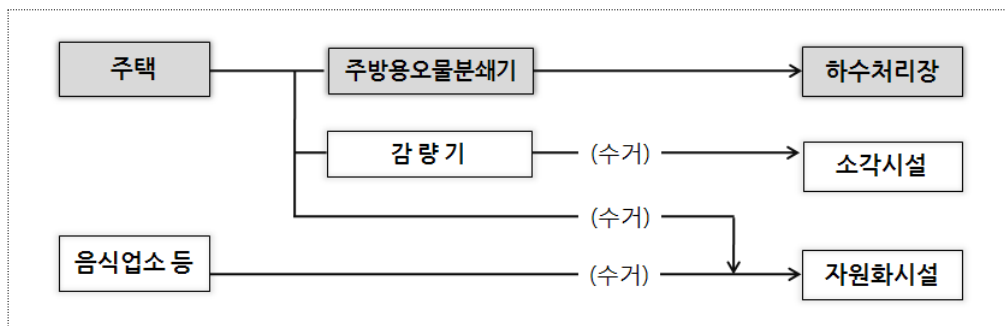 주택
주방용오물분쇄기
하수처리장
감 량 기
(수거)
소각시설
(수거)
음식업소 등
(수거)
자원화시설